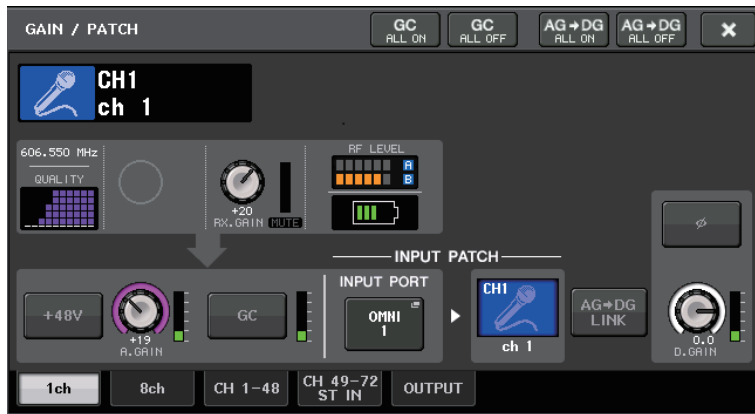 GAIN / PATCH
GC
ALL ON
GC
ALL OFF
AG→DG
ALL ON
AG→DG
ALL OFF
CH1
ch 1
606.550 MHz
QUALITY
+20
RX.GAIN MUTE
RF LEVEL
A
B
INPUT PATCH
+48V
+19
A.GAIN
GC
INPUT PORT
OMNI
1
CH1
ch 1
AG→DG
LINK
ø
0.0
D.GAIN
1ch
8ch
CH 1-48
CH 49-72
ST IN
OUTPUT